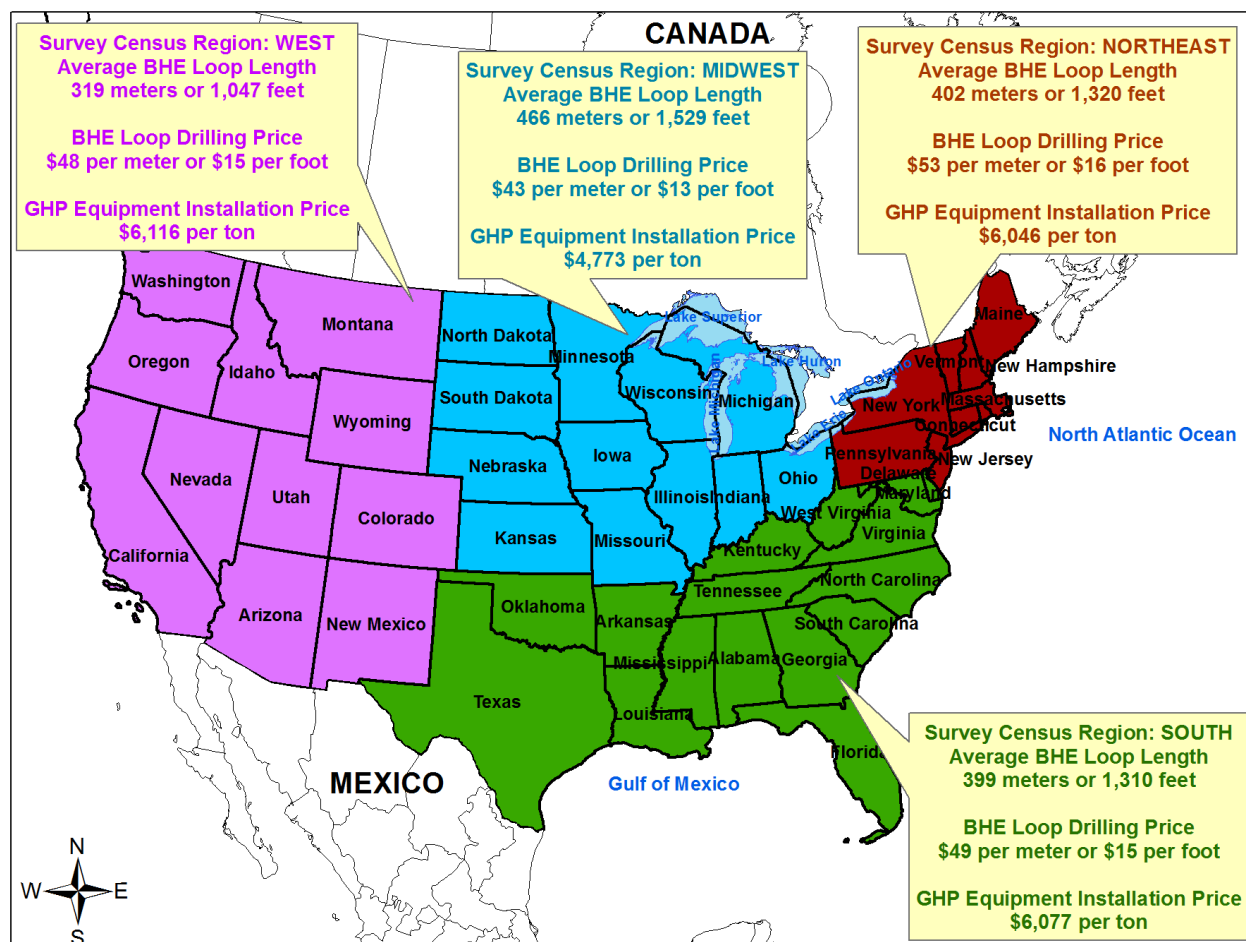 CANADA
Survey Census Region: WEST
Average BHE Loop Length
319 meters or 1,047 feet
BHE Loop Drilling Price
$48 per meter or $15 per foot
GHP Equipment Installation Price
$6,116 per ton
Survey Census Region: MIDWEST
Average BHE Loop Length
466 meters or 1,529 feet
BHE Loop Drilling Price
$43 per meter or $13 per foot
GHP Equipment Installation Price
$4,773 per ton
Survey Census Region: NORTHEAST
Average BHE Loop Length
402 meters or 1,320 feet
BHE Loop Drilling Price
$53 per meter or $16 per foot
GHP Equipment Installation Price
$6,046 per ton
Washington
Montana
Oregon
Idaho
Wyoming
Nevada
Utah
Colorado
California
Arizona
New Mexico
North Dakota
Minnesota
South Dakota
Wisconsin
Michigan
Nebraska
Iowa
Illinois
Indiana
Ohio
Kansas
Missouri
Lake Superior
Lake Michigan
Lake Huron
Lake Ontario
Lake Erie
Maine
Vermont
New Hampshire
New York
Massachusetts
Connecticut
Pennsylvania
New Jersey
Delaware
Maryland
West Virginia
Virginia
Kentucky
Tennessee
North Carolina
South Carolina
Oklahoma
Arkansas
Mississippi
Alabama
Georgia
Texas
Louisiana
Florida
North Atlantic Ocean
Gulf of Mexico
MEXICO
Survey Census Region: SOUTH
Average BHE Loop Length
399 meters or 1,310 feet
BHE Loop Drilling Price
$49 per meter or $15 per foot
GHP Equipment Installation Price
$6,077 per ton
N
W
E
S